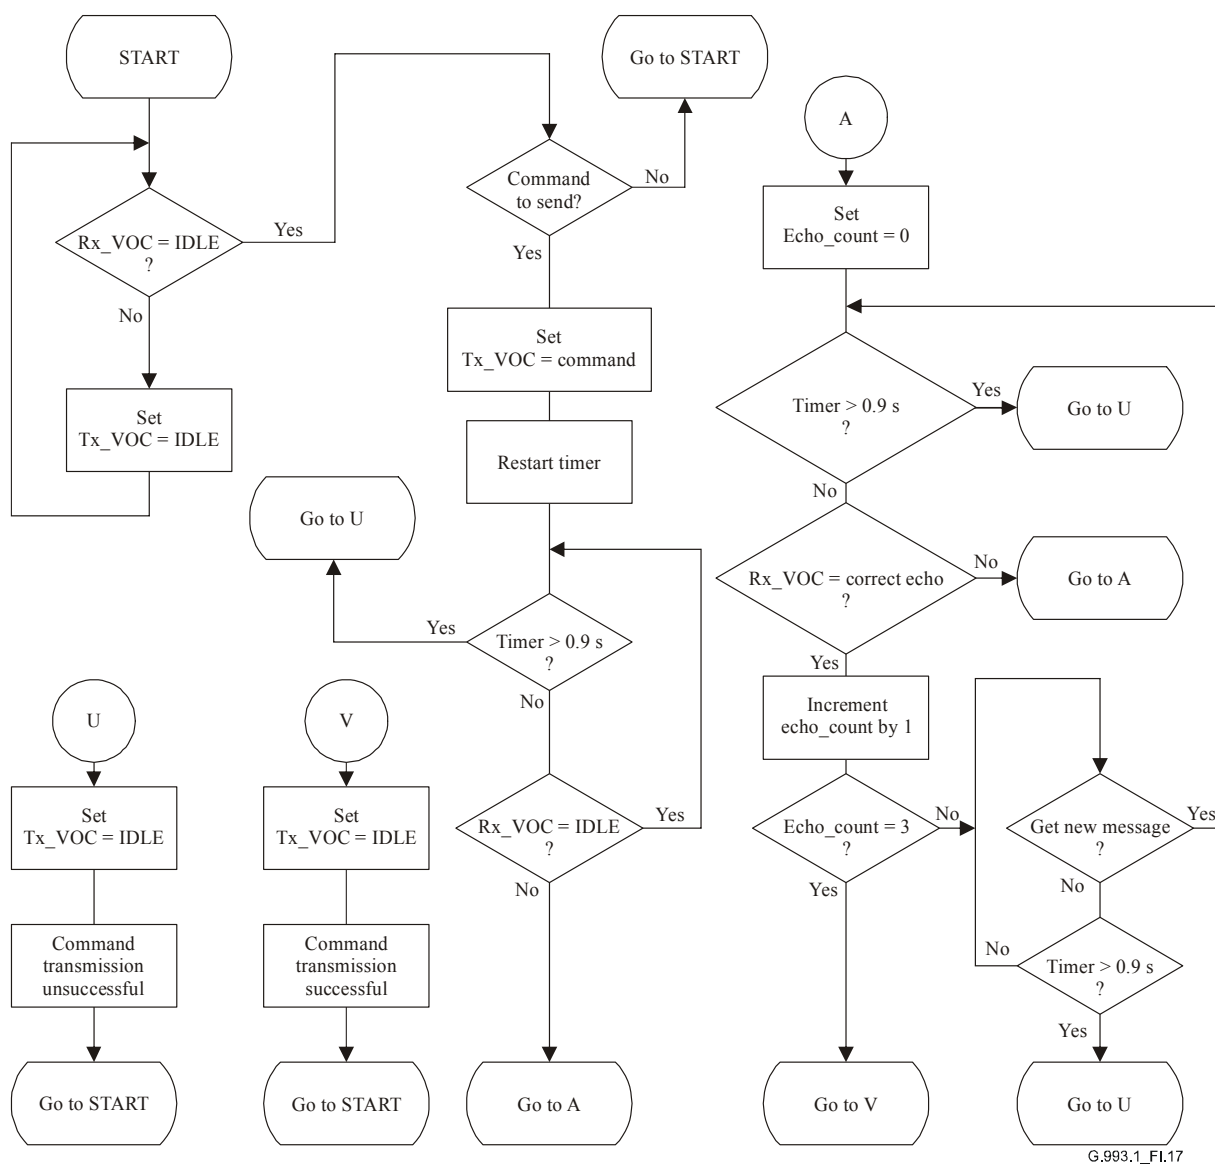 START
Rx_VOC = IDLE
?
Yes
No
Set
Tx_VOC = IDLE
Go to START
Command
to send?
No
Yes
Set
Tx_VOC = command
Restart timer
Go to U
Timer > 0.9 s
?
Yes
No
Rx_VOC = IDLE
?
Yes
No
Go to A
U
Set
Tx_VOC = IDLE
Command
transmission
unsuccessful
Go to START
V
Set
Tx_VOC = IDLE
Command
transmission
successful
Go to START
A
Set
Echo_count = 0
Timer > 0.9 s
?
Yes
Go to U
No
Rx_VOC = correct echo
?
No
Go to A
Yes
Increment
echo_count by 1
Echo_count = 3
?
No
Yes
Go to V
Get new message
?
Yes
No
Timer > 0.9 s
?
No
Yes
Go to U
G.993.1_FI.17